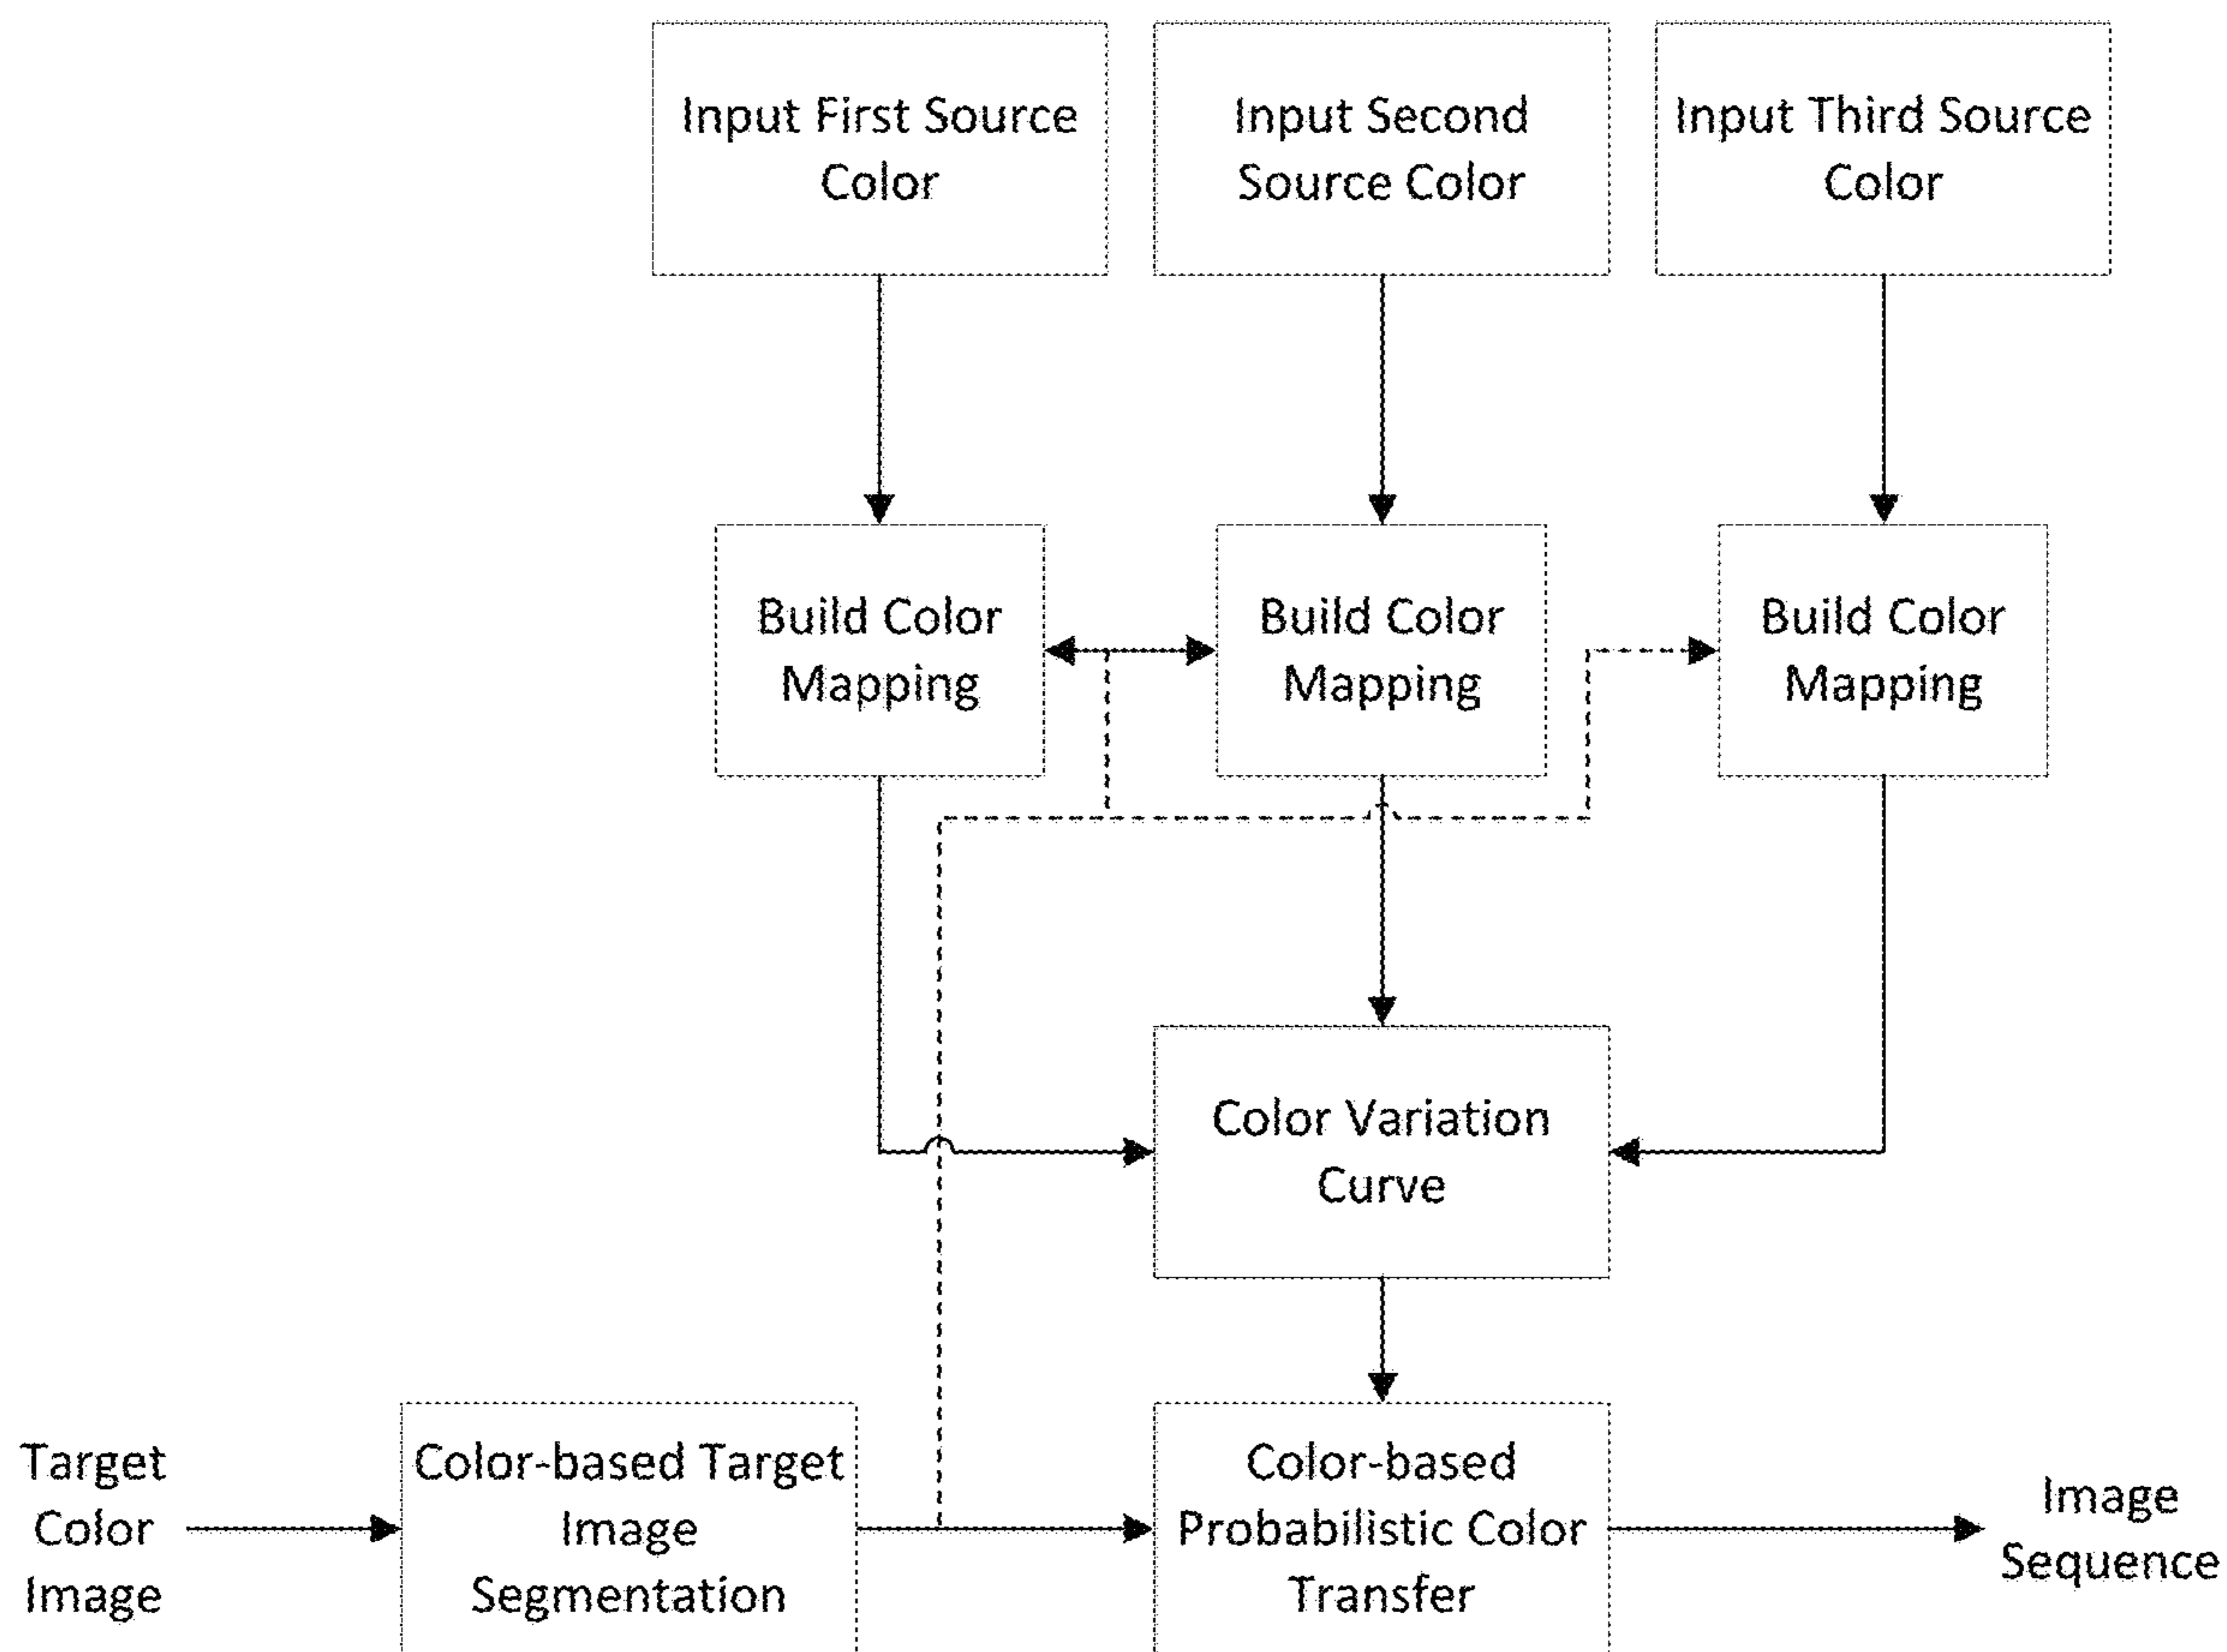 Input First Source
Color
Input Second
Source Color
Input Third Source
Color
Build Color
Mapping
Build Color
Mapping
Build Color
Mapping
Color Variation
Curve
Target
Color
Image
Color-based Target
Image
Segmentation
Color-based
Probabilistic Color
Transfer
Image
Sequence